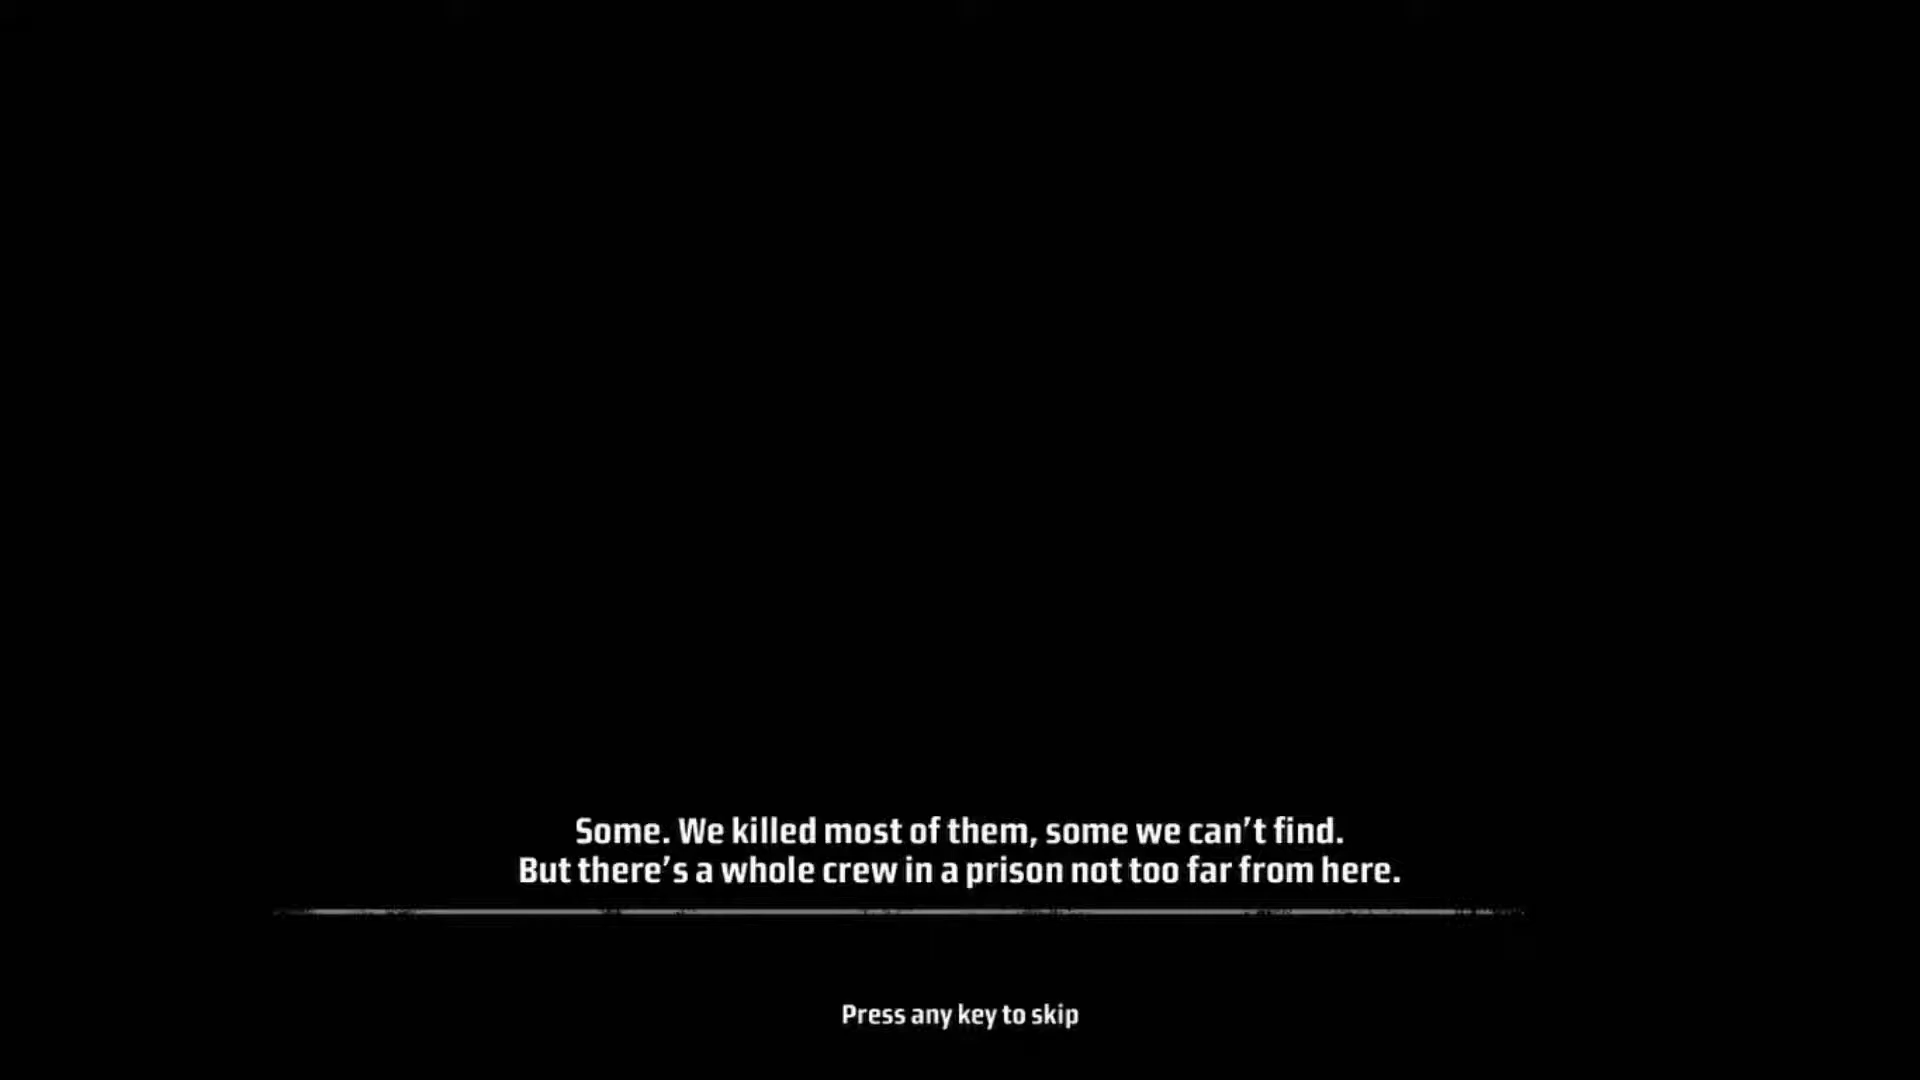 Some. We killed most of them, some we can’t find.
But there’s a whole crew in a prison not too far from here.
Press any key to skip